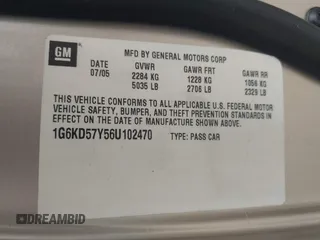 GM
MFD BY GENERAL MOTORS CORP
DATE GVWR GAWR FRT GAWR RR
07/05 2284 KG 1228 KG 1056 KG
5035 LB 2706 LB 2329 LB
THIS VEHICLE CONFORMS TO ALL APPLICABLE U.S. FEDERAL MOTOR
VEHICLE SAFETY, BUMPER, AND THEFT PREVENTION STANDARDS IN
EFFECT ON THE DATE OF MANUFACTURE SHOWN ABOVE.
1G6KD57Y56U102470 TYPE: PASS CAR
DREAMBID